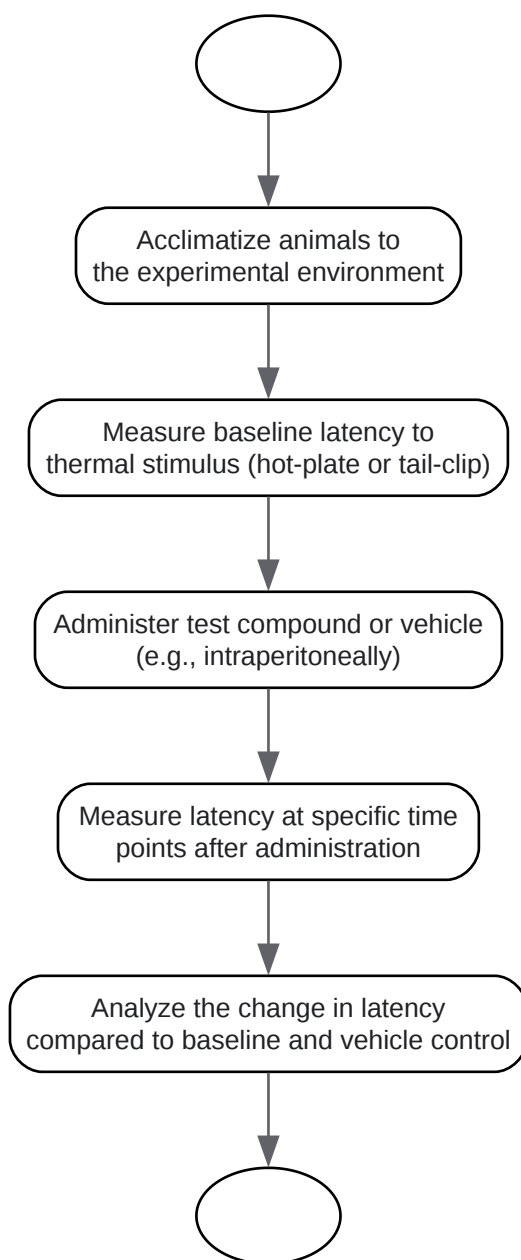 Acclimatize animals to
the experimental environment
Measure baseline latency to
thermal stimulus (hot-plate or tail-clip)
Administer test compound or vehicle
(e.g., intraperitoneally)
Measure latency at specific time
points after administration
Analyze the change in latency
compared to baseline and vehicle control